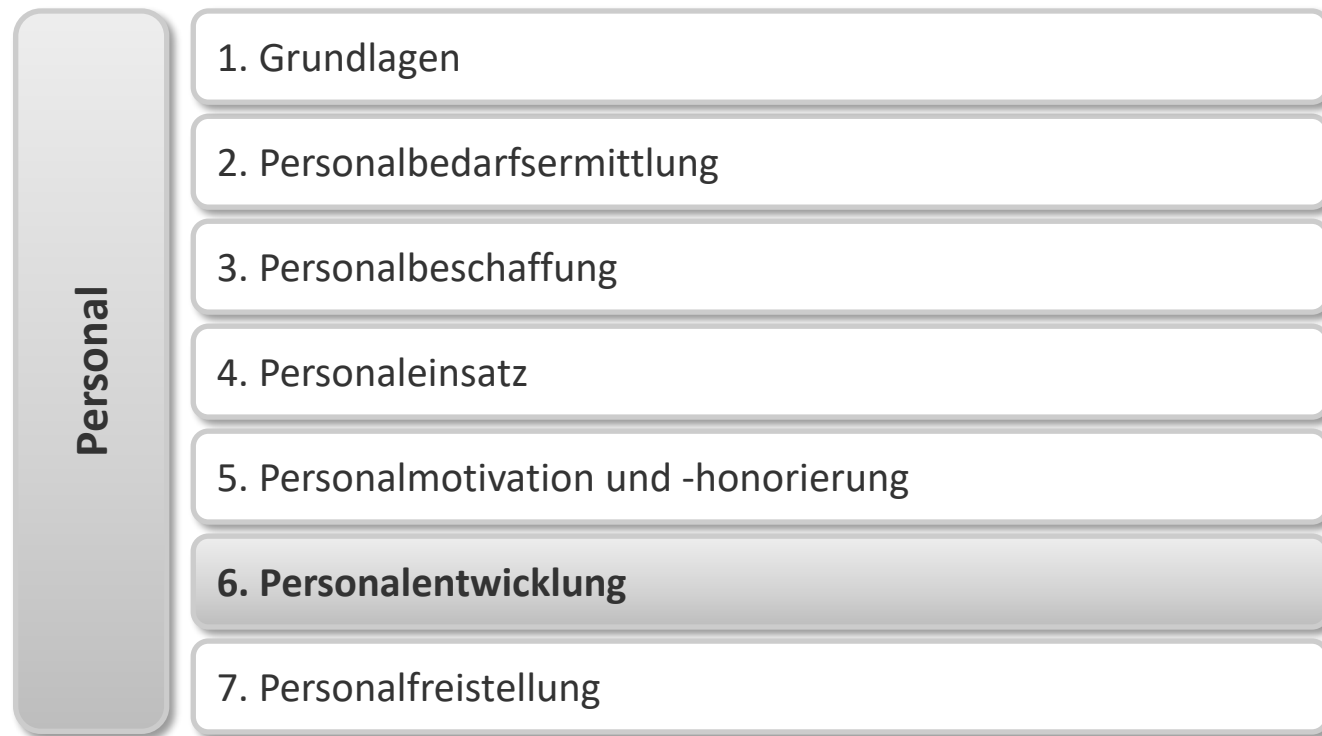 Personal
1. Grundlagen
2. Personalbedarfsermittlung
3. Personalbeschaffung
4. Personaleinsatz
5. Personalmotivation und -honorierung
6. Personalentwicklung
7. Personalfreistellung